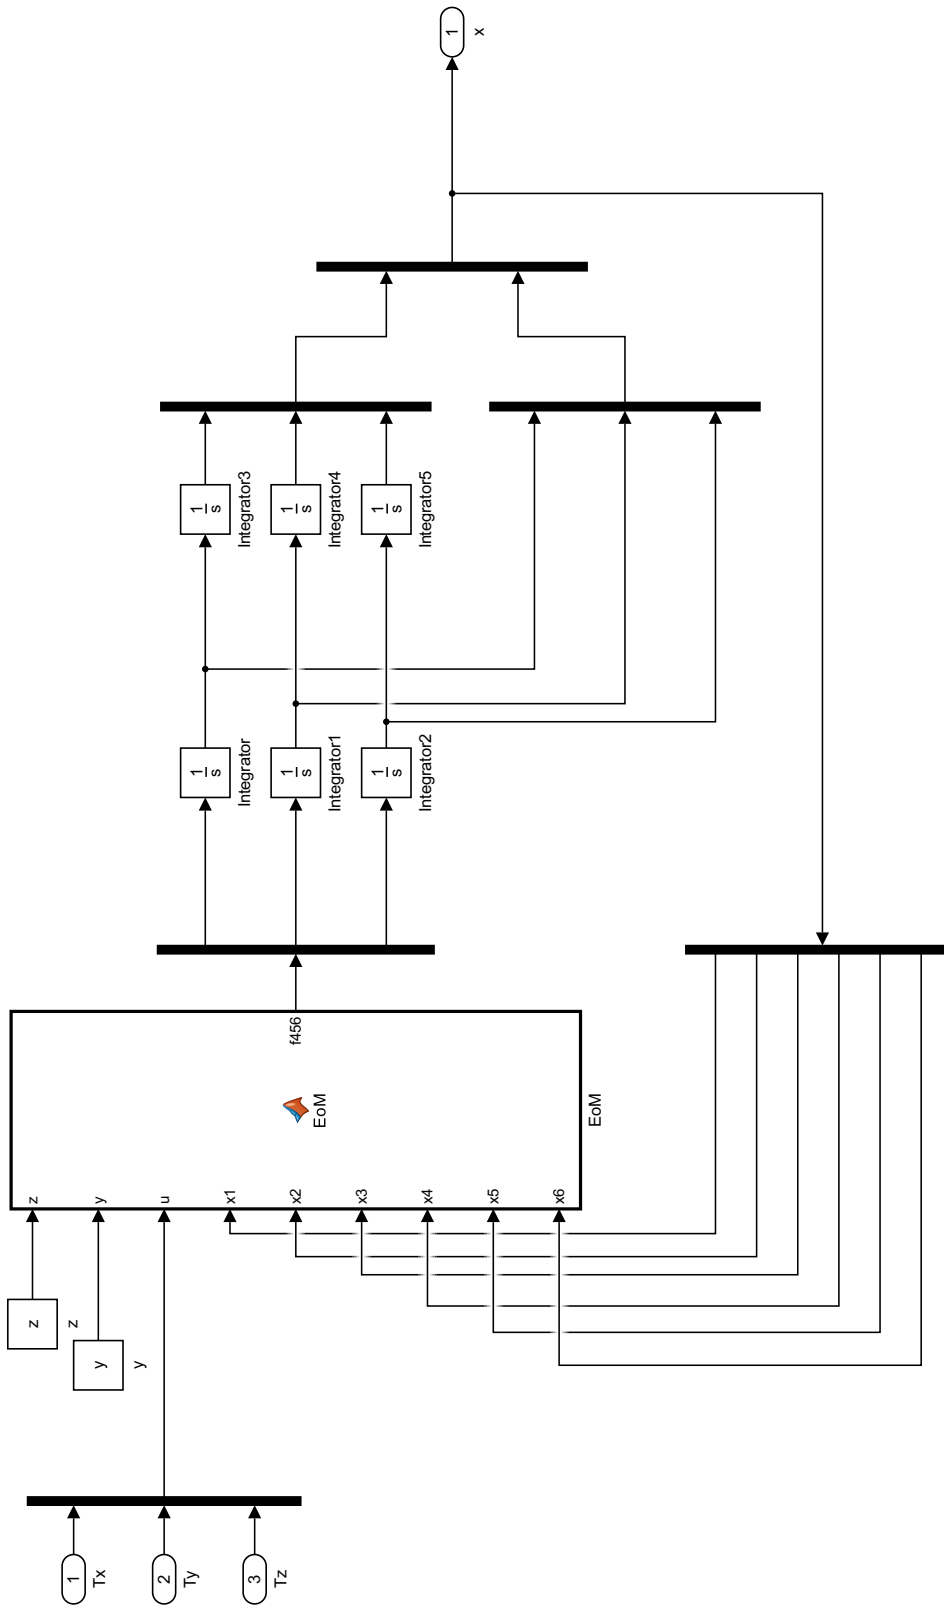 1
Tx
2
Ty
3
Tz
z
z
y
y
z
y
u
x1
x2
x3
x4
x5
x6
EoM
f456
EoM
1
s
Integrator
1
s
Integrator1
1
s
Integrator2
1
s
Integrator3
1
s
Integrator4
1
s
Integrator5
1
x